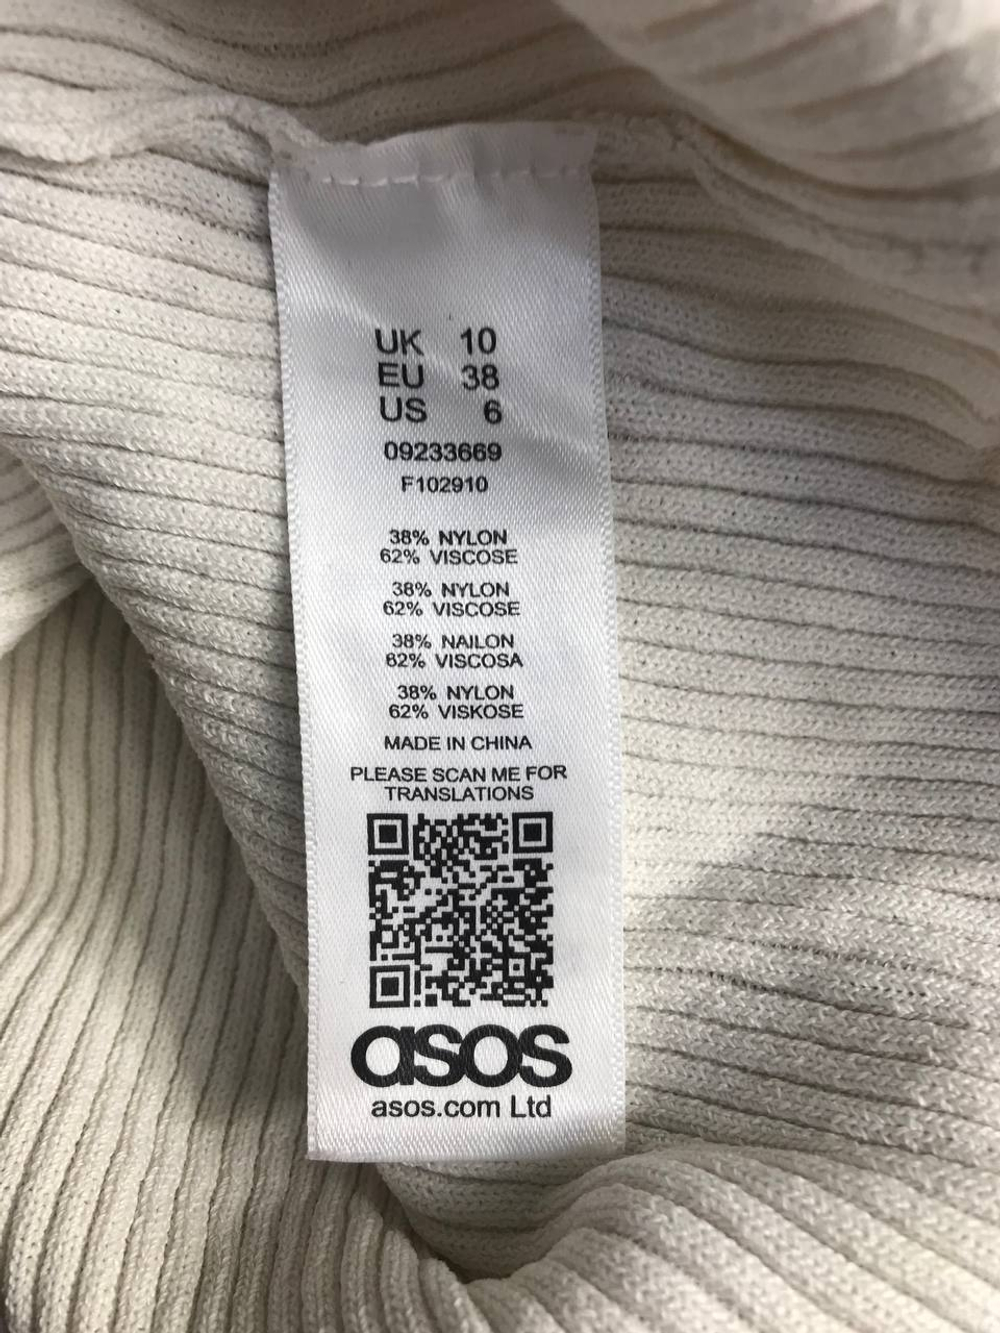 UK 10
EU 38
US 6
09233669
F102910
38% NYLON
62% VISCOSE
38% NYLON
62% VISCOSE
38% NAILON
62% VISCOSA
38% NYLON
62% VISKOSE
MADE IN CHINA
PLEASE SCAN ME FOR
TRANSLATIONS
asos
asos.com Ltd